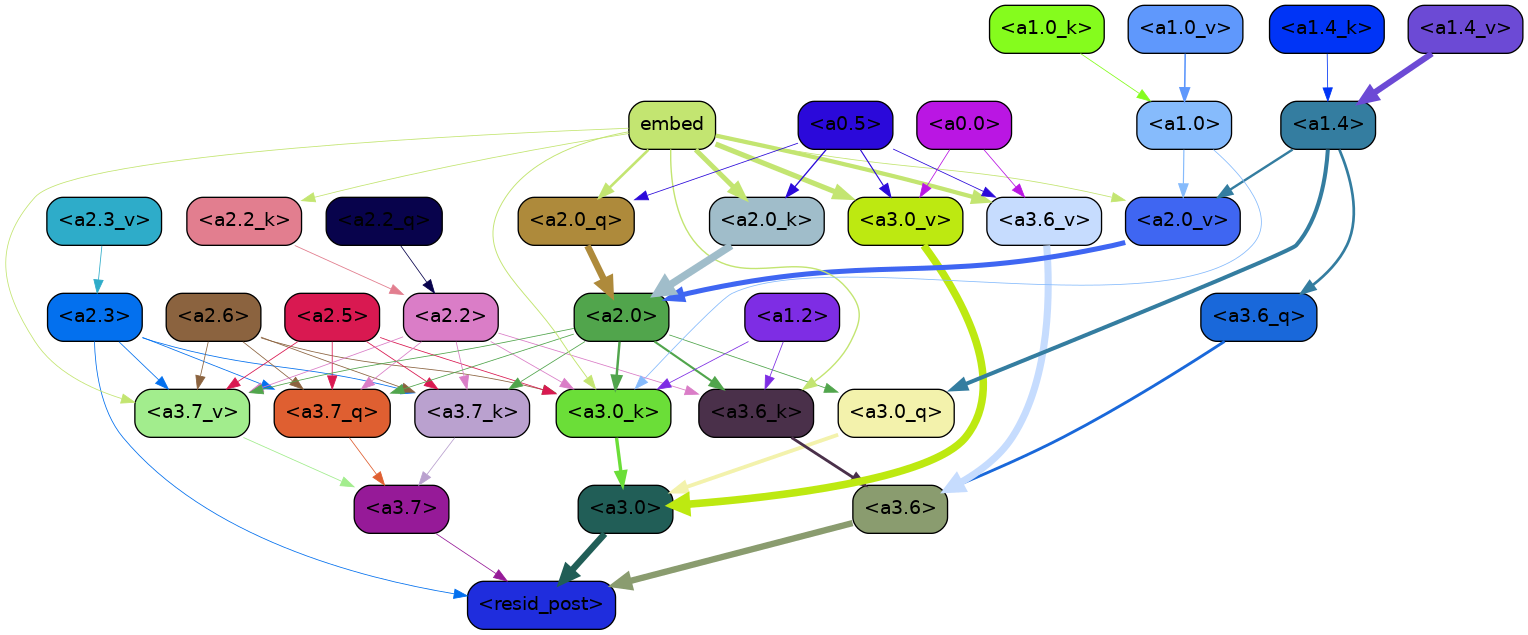 <a1.0_k> <a1.0_v> <a1.4_k> <a1.4_v>
embed <a0.5> <a0.0> <a1.0> <a1.4>
<a2.3_v> <a2.2_k> <a2.2_q> <a2.0_q> <a2.0_k> <a3.0_v> <a3.6_v> <a2.0_v>
<a2.3> <a2.6> <a2.5> <a2.2> <a2.0> <a1.2> <a3.6_q>
<a3.7_v> <a3.7_q> <a3.7_k> <a3.0_k> <a3.6_k> <a3.0_q>
<a3.7> <a3.0> <a3.6>
<resid_post>